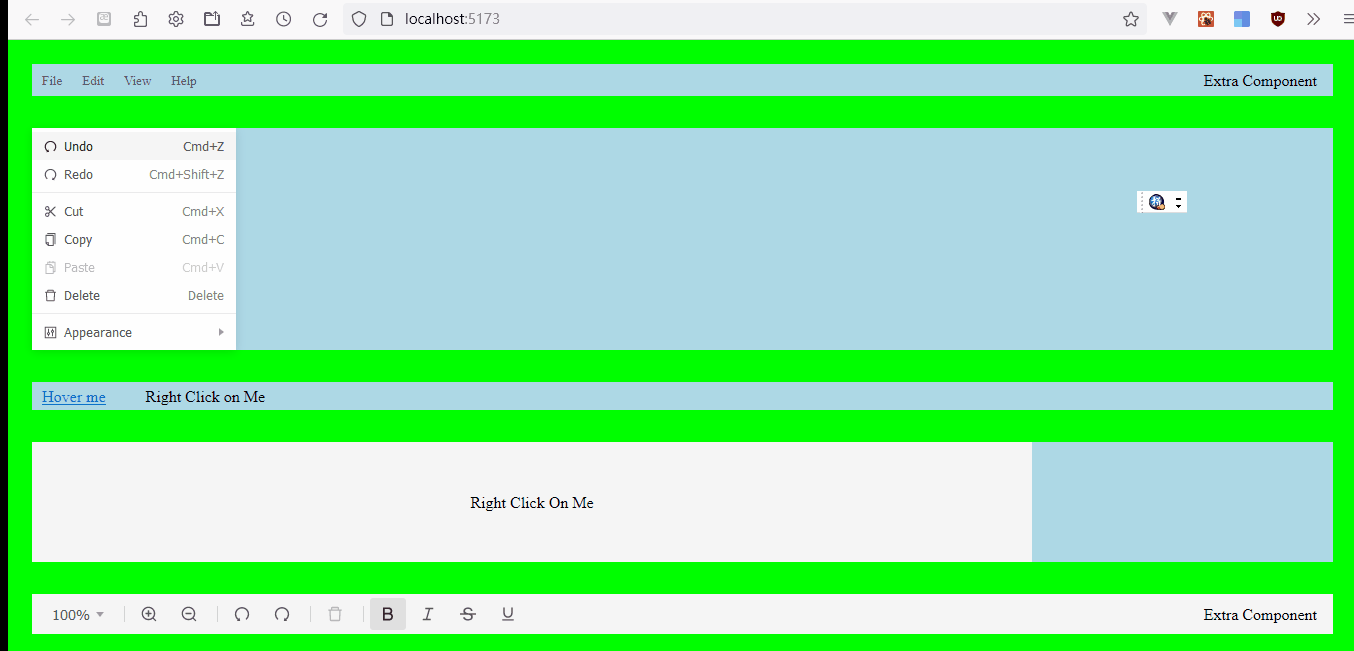 localhost:5173
File Edit View Help Extra Component
Undo Cmd+Z
Redo Cmd+Shift+Z
Cut Cmd+X
Copy Cmd+C
Paste Cmd+V
Delete Delete
Appearance
Hover me Right Click on Me
Right Click On Me
100% B I S U Extra Component